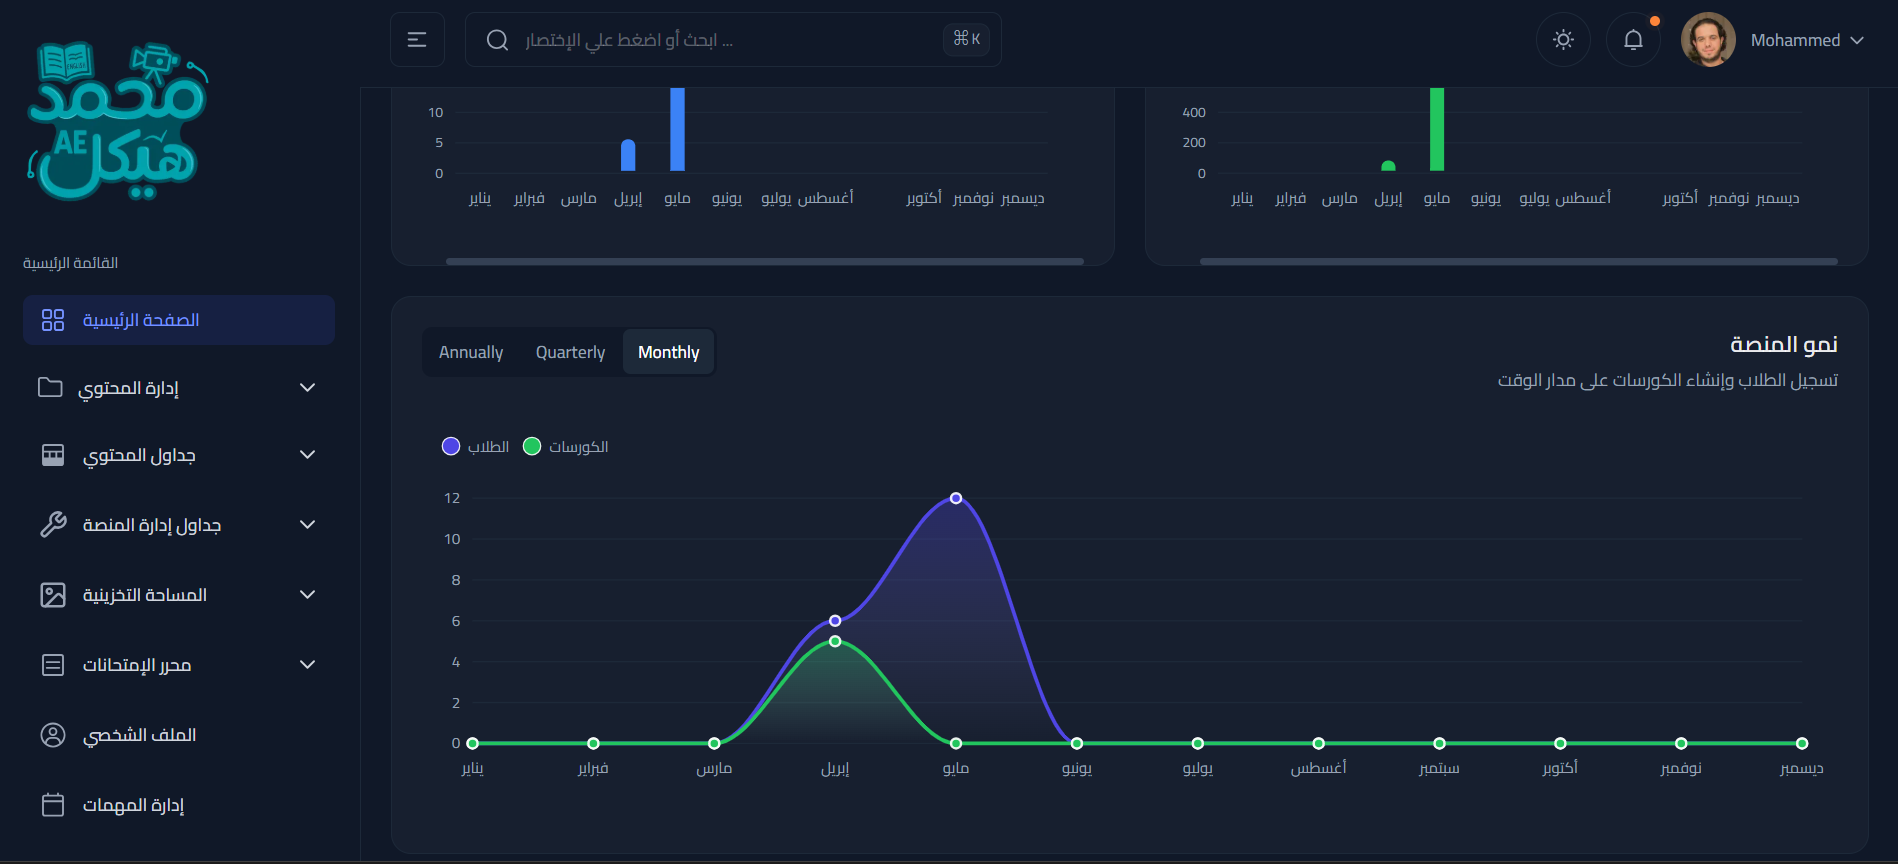 محمد
هيكل
AE
ENGLISH
القائمة الرئيسية
الصفحة الرئيسية
إدارة المحتوي
جداول المحتوي
جداول إدارة المنصة
المساحة التخزينية
محرر الإمتحانات
الملف الشخصي
إدارة المهمات
ابحث أو اضغط علي الإختصار ...
⌘ K
Mohammed
10
5
0
يناير فبراير مارس إبريل مايو يونيو يوليو أغسطس أكتوبر نوفمبر ديسمبر
400
200
0
يناير فبراير مارس إبريل مايو يونيو يوليو أغسطس أكتوبر نوفمبر ديسمبر
نمو المنصة
تسجيل الطلاب وإنشاء الكورسات على مدار الوقت
Annually Quarterly Monthly
الطلاب الكورسات
12
10
8
6
4
2
0
يناير فبراير مارس إبريل مايو يونيو يوليو أغسطس سبتمبر أكتوبر نوفمبر ديسمبر